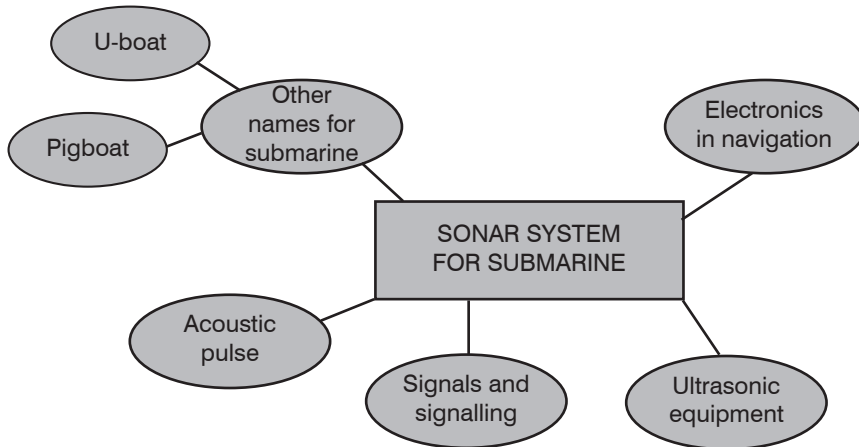 U-boat
Other
names for
submarine
Pigboat
Electronics
in navigation
SONAR SYSTEM
FOR SUBMARINE
Acoustic
pulse
Signals and
signalling
Ultrasonic
equipment